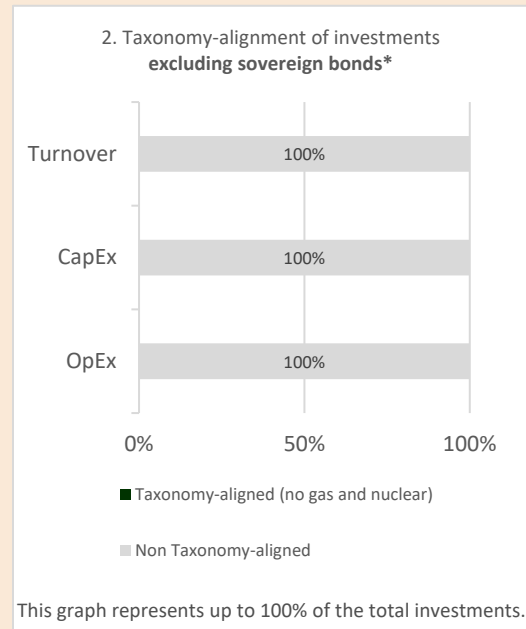 2. Taxonomy-alignment of investments
excluding sovereign bonds*
Turnover
100%
CapEx
100%
OpEx
100%
0%
50%
100%
Taxonomy-aligned (no gas and nuclear)
Non Taxonomy-aligned
This graph represents up to 100% of the total investments.